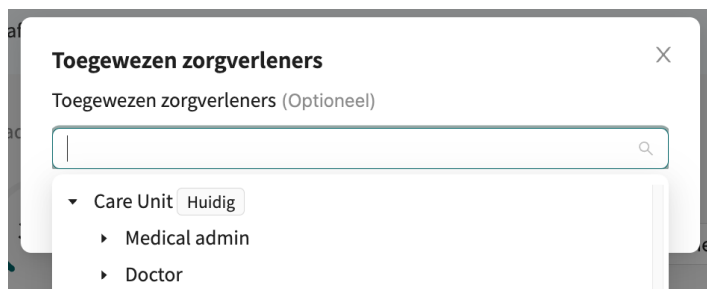 Toegewezen zorgverleners
Toegewezen zorgverleners (Optioneel)
Care Unit Huidig
Medical admin
Doctor